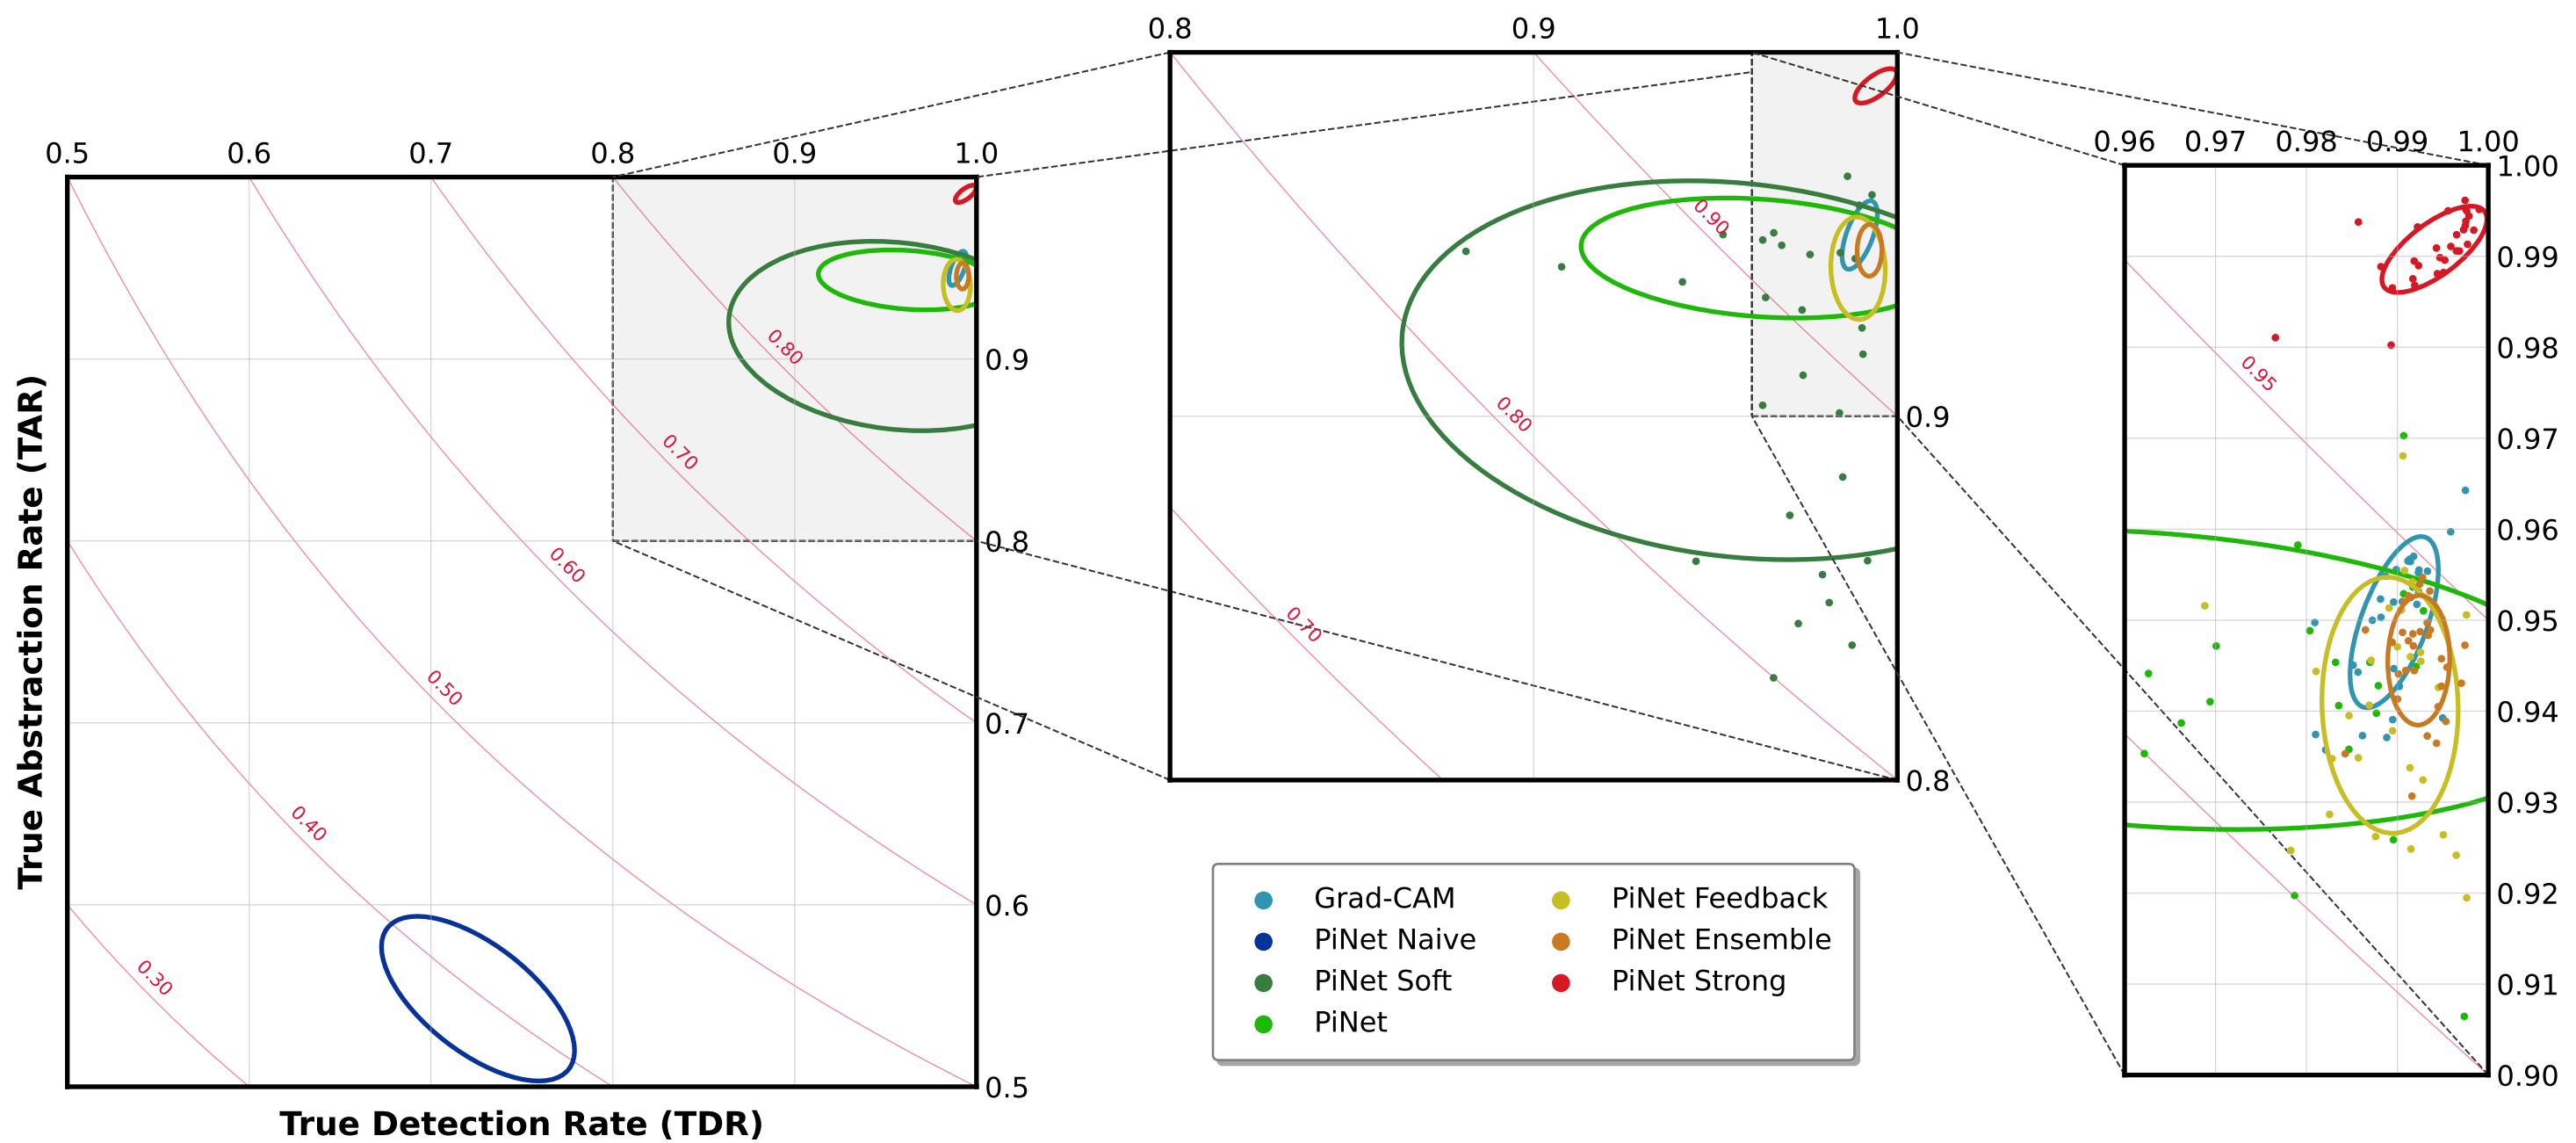 0.8 0.9 1.0
0.5 0.6 0.7 0.8 0.9 1.0
0.96 0.97 0.98 0.99 1.00
1.00
0.99
0.98
0.97
0.96
0.95
0.94
0.93
0.92
0.91
0.90
0.95
0.90
0.80
0.70
0.9
0.8
0.80
0.70
0.60
0.50
0.40
0.30
0.9
0.8
0.7
0.6
0.5
True Abstraction Rate (TAR)
True Detection Rate (TDR)
Grad-CAM
PiNet Naive
PiNet Soft
PiNet
PiNet Feedback
PiNet Ensemble
PiNet Strong